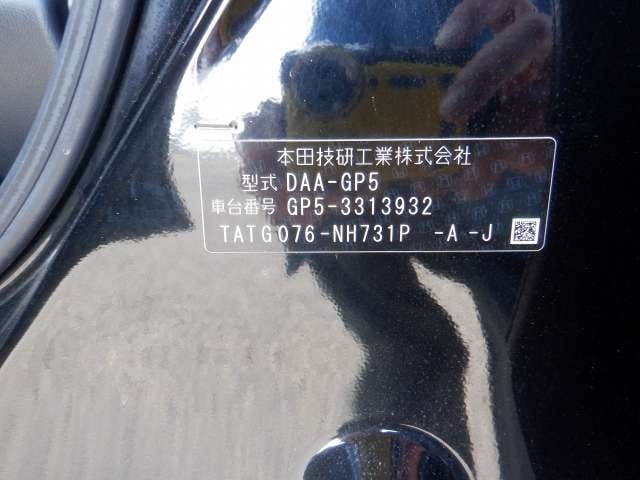 本田技研工業株式会社
型式 DAA-GP5
車台番号 GP5-3313932
TATG076-NH731P -A -J